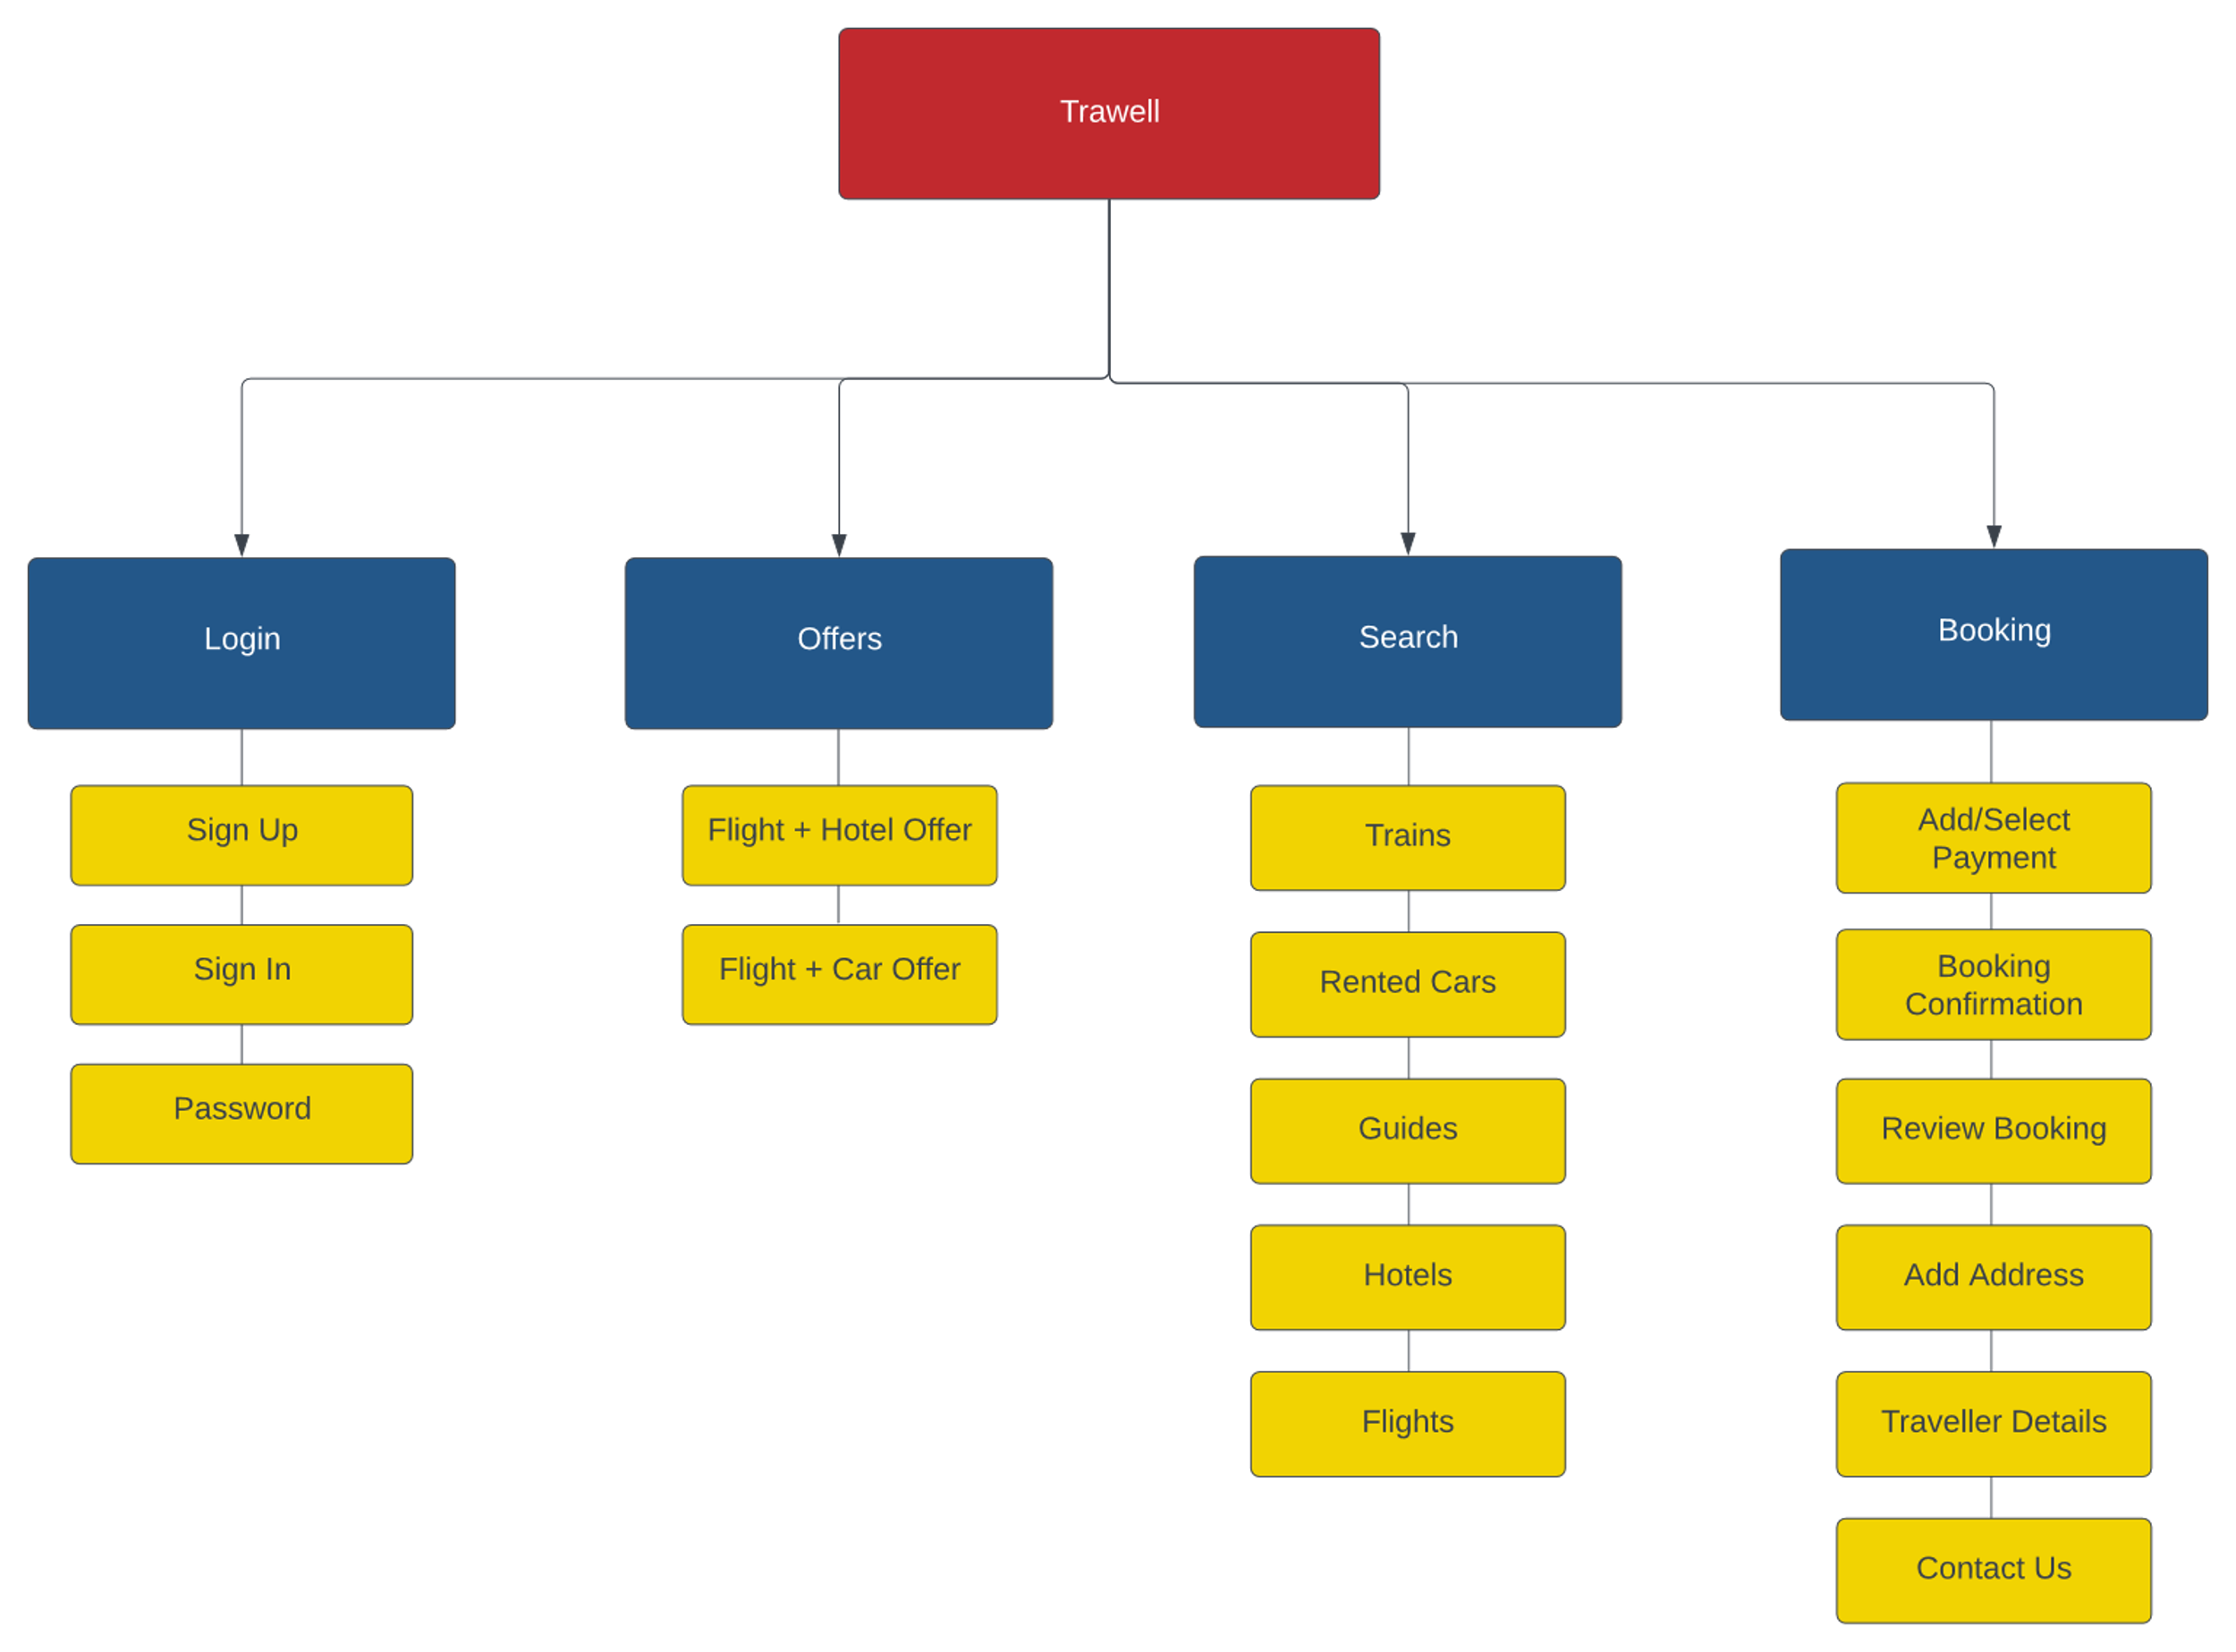 Trawell
Login
Offers
Search
Booking
Sign Up
Sign In
Password
Flight + Hotel Offer
Flight + Car Offer
Trains
Rented Cars
Guides
Hotels
Flights
Add/Select
Payment
Booking
Confirmation
Review Booking
Add Address
Traveller Details
Contact Us